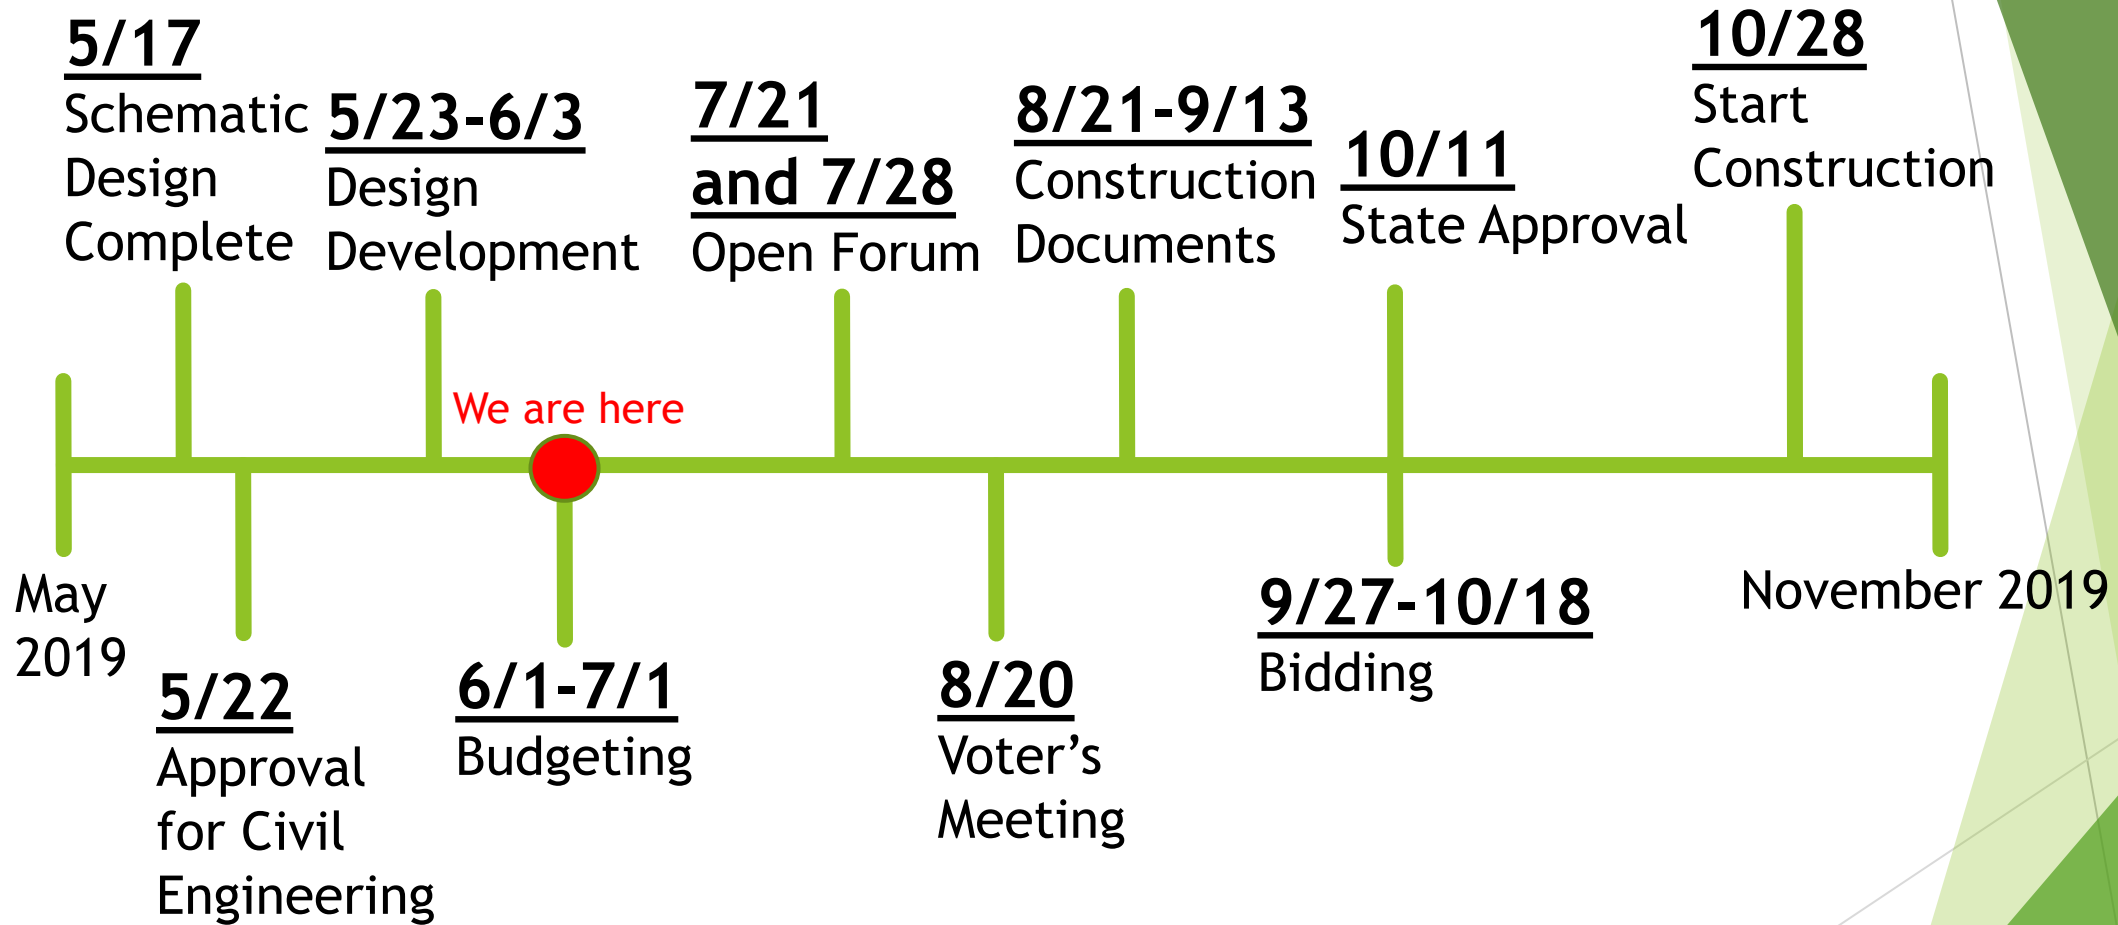 5/17
Schematic
Design
Complete
5/23-6/3
Design
Development
7/21
and 7/28
Open Forum
8/21-9/13
Construction
Documents
10/11
State Approval
10/28
Start
Construction
We are here
May
2019
November 2019
5/22
Approval
for Civil
Engineering
6/1-7/1
Budgeting
8/20
Voter’s
Meeting
9/27-10/18
Bidding